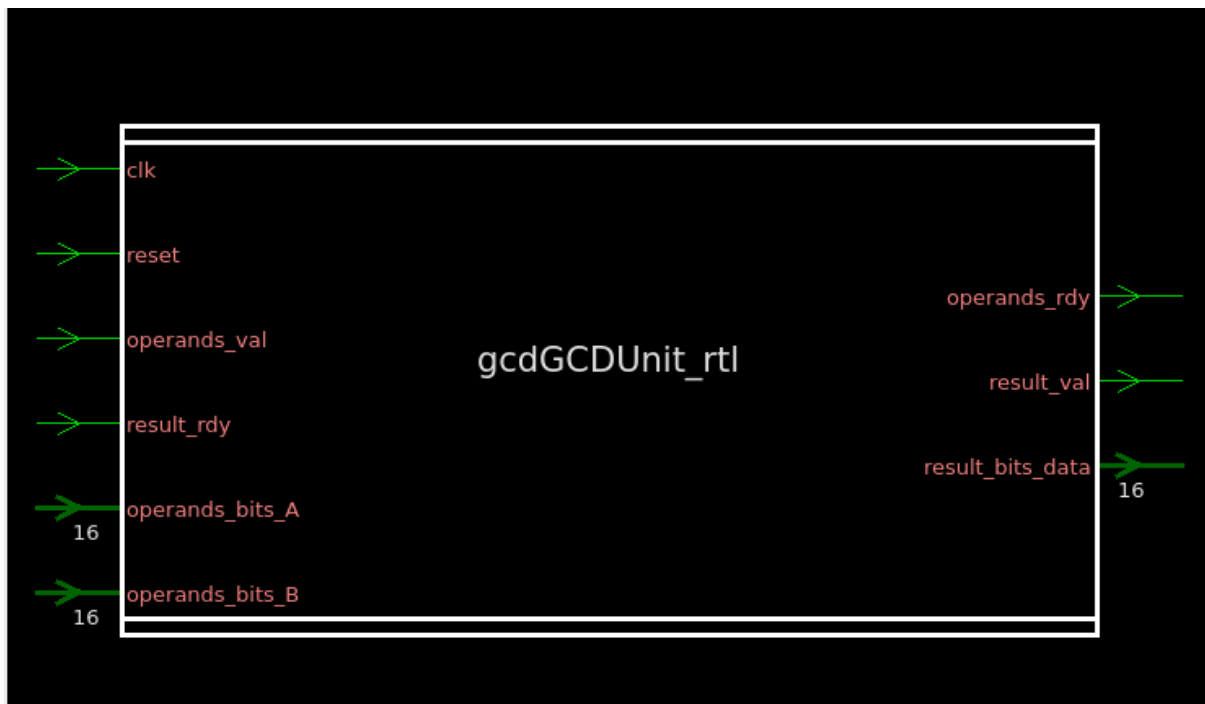 clk
reset
operands_val
result_rdy
operands_bits_A
16
operands_bits_B
16
gcdGCDUnit_rtl
operands_rdy
result_val
result_bits_data
16